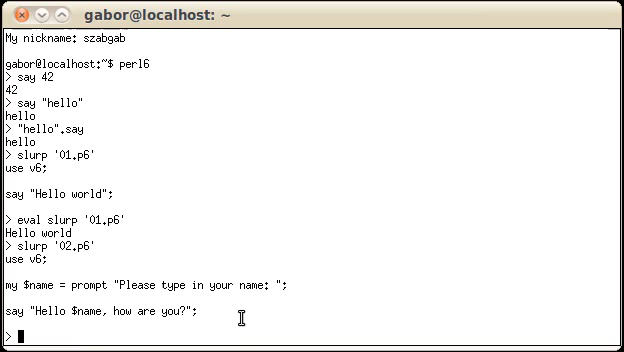 gabor@localhost: ~
My nickname: szabgab
gabor@localhost:~$ perl6
> say 42
42
> say "hello"
hello
> "hello".say
hello
> slurp '01.p6'
use v6;
say "Hello world";
> eval slurp '01.p6'
Hello world
> slurp '02.p6'
use v6;
my $name = prompt "Please type in your name: ";
say "Hello $name, how are you?";
>